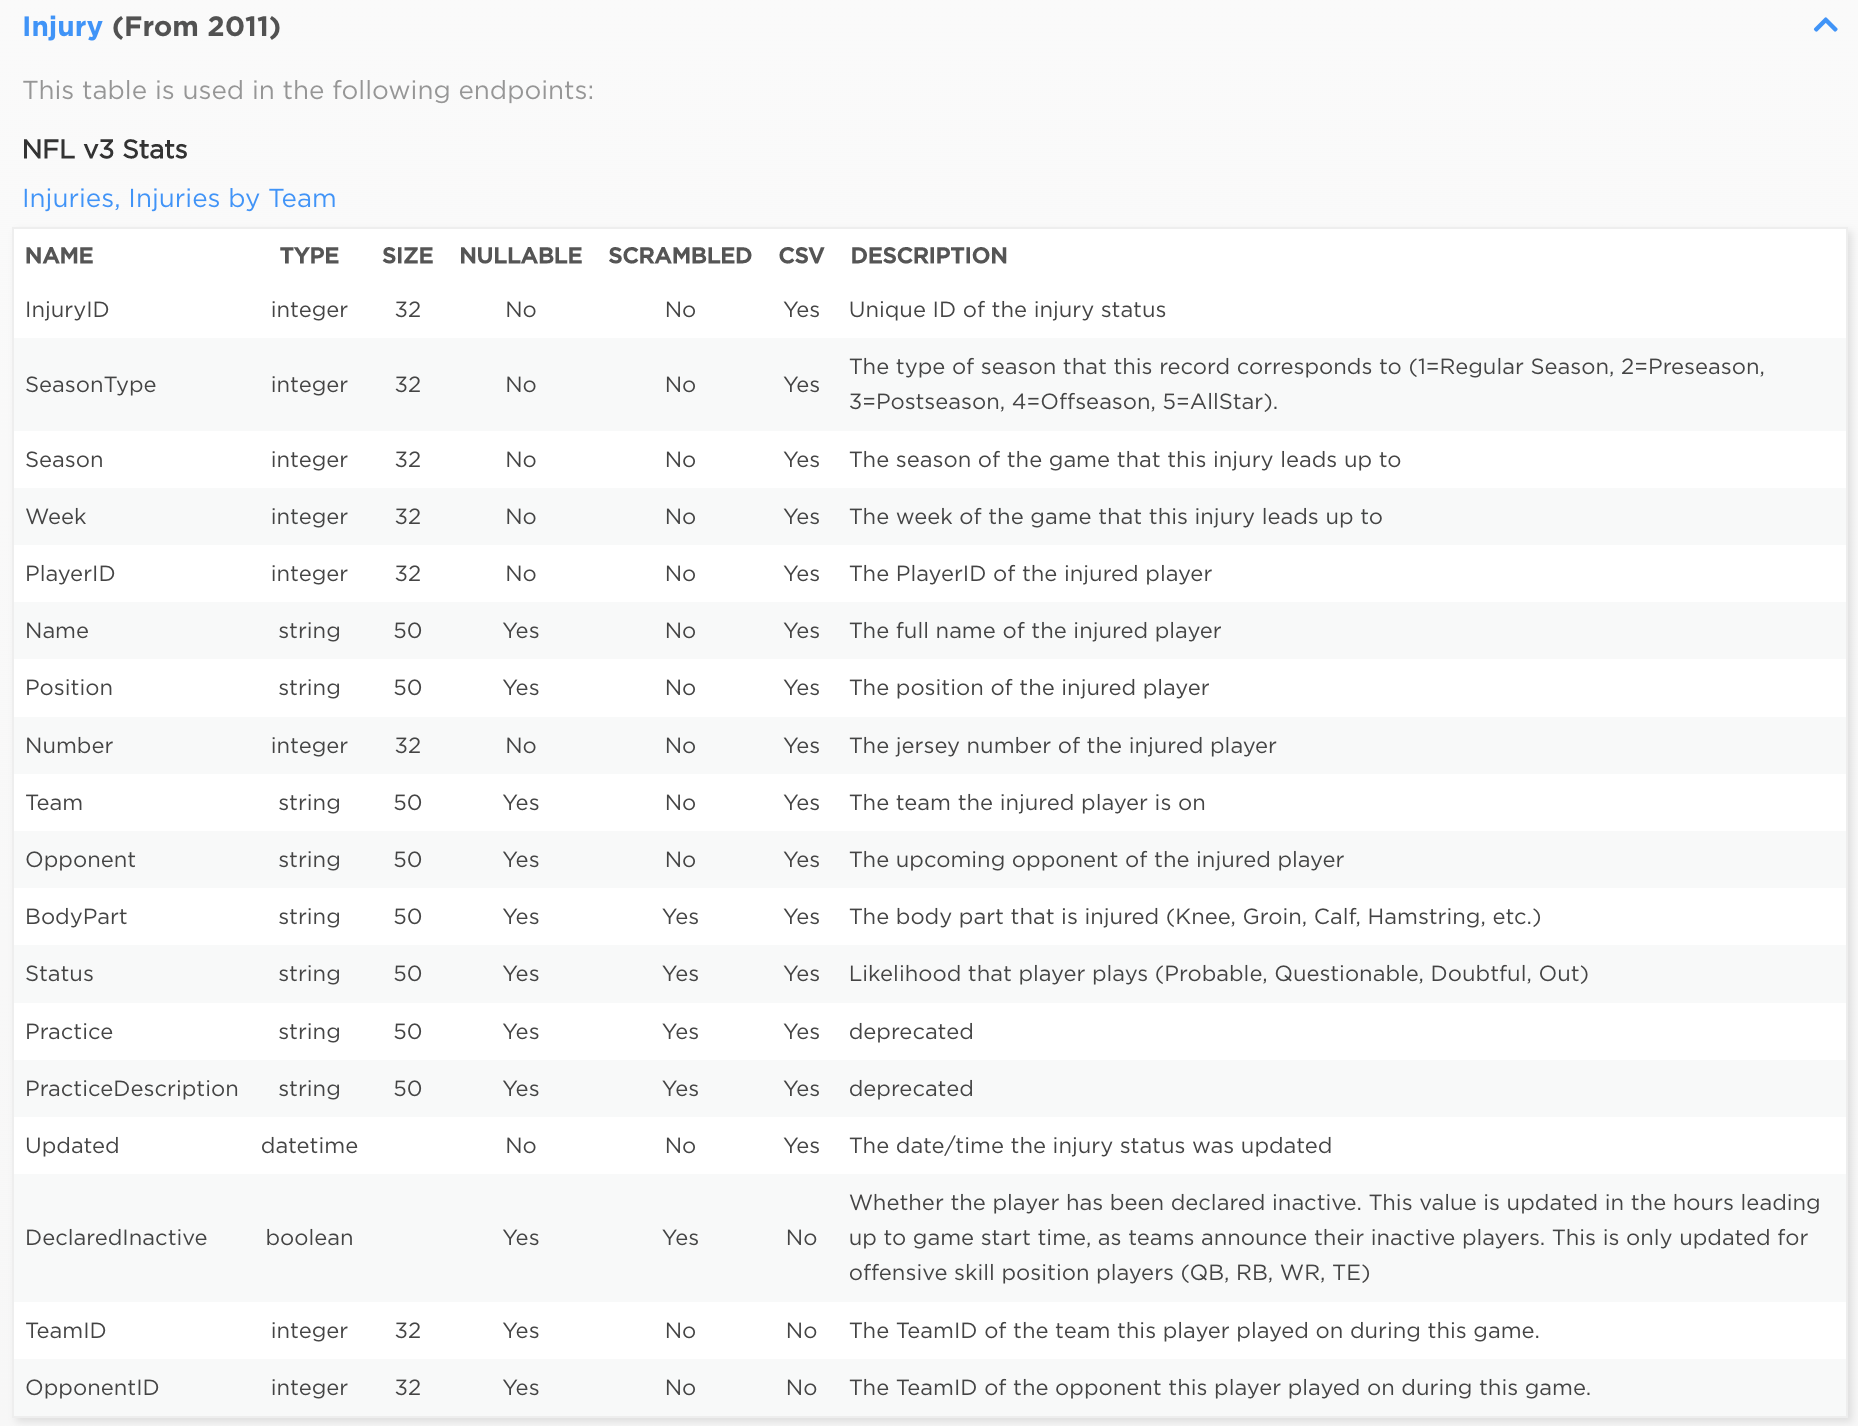 Injury (From 2011)
This table is used in the following endpoints:
NFL v3 Stats
Injuries, Injuries by Team
NAME TYPE SIZE NULLABLE SCRAMBLED CSV DESCRIPTION
InjuryID integer 32 No No Yes Unique ID of the injury status
SeasonType integer 32 No No Yes The type of season that this record corresponds to (1=Regular Season, 2=Preseason,
3=Postseason, 4=Offseason, 5=AllStar).
Season integer 32 No No Yes The season of the game that this injury leads up to
Week integer 32 No No Yes The week of the game that this injury leads up to
PlayerID integer 32 No No Yes The PlayerID of the injured player
Name string 50 Yes No Yes The full name of the injured player
Position string 50 Yes No Yes The position of the injured player
Number integer 32 No No Yes The jersey number of the injured player
Team string 50 Yes No Yes The team the injured player is on
Opponent string 50 Yes No Yes The upcoming opponent of the injured player
BodyPart string 50 Yes Yes Yes The body part that is injured (Knee, Groin, Calf, Hamstring, etc.)
Status string 50 Yes Yes Yes Likelihood that player plays (Probable, Questionable, Doubtful, Out)
Practice string 50 Yes Yes Yes deprecated
PracticeDescription string 50 Yes Yes Yes deprecated
Updated datetime No No Yes The date/time the injury status was updated
DeclaredInactive boolean Yes Yes No Whether the player has been declared inactive. This value is updated in the hours leading
up to game start time, as teams announce their inactive players. This is only updated for
offensive skill position players (QB, RB, WR, TE)
TeamID integer 32 Yes No No The TeamID of the team this player played on during this game.
OpponentID integer 32 Yes No No The TeamID of the opponent this player played on during this game.